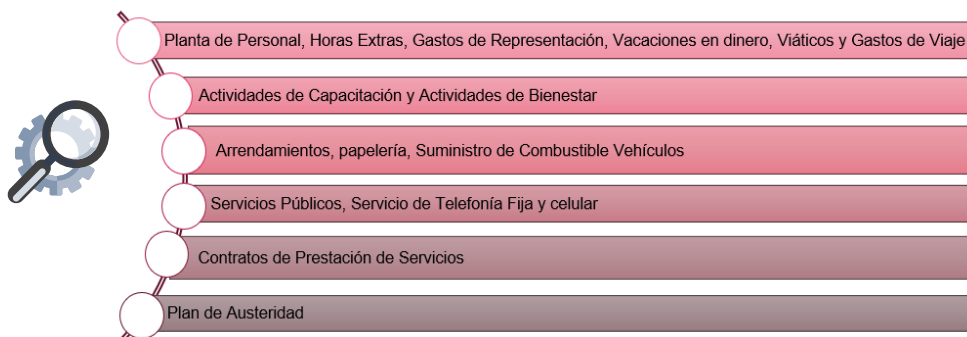 Planta de Personal, Horas Extras, Gastos de Representación, Vacaciones en dinero, Viáticos y Gastos de Viaje
Actividades de Capacitación y Actividades de Bienestar
Arrendamientos, papelería, Suministro de Combustible Vehículos
Servicios Públicos, Servicio de Telefonía Fija y celular
Contratos de Prestación de Servicios
Plan de Austeridad